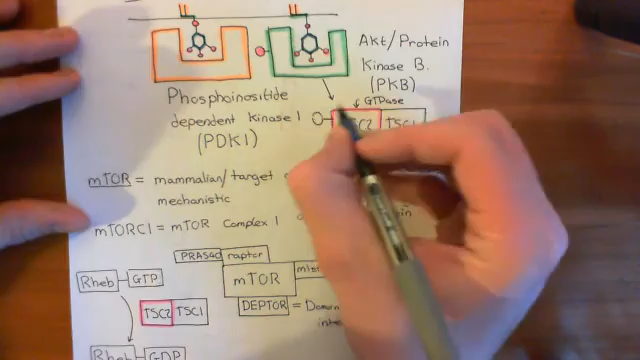 Akt/Protein
Kinase B.
(PKB)
Phosphoinositide
dependent kinase 1
(PDK1)
GTPase
TSC2 TSC1
mTOR = mammalian/target
mechanistic
mTORC1 = mTOR Complex 1
PRAS40 raptor
mTOR
DEPTOR = Domain
Rheb GTP
TSC2 TSC1
Rheb GDP